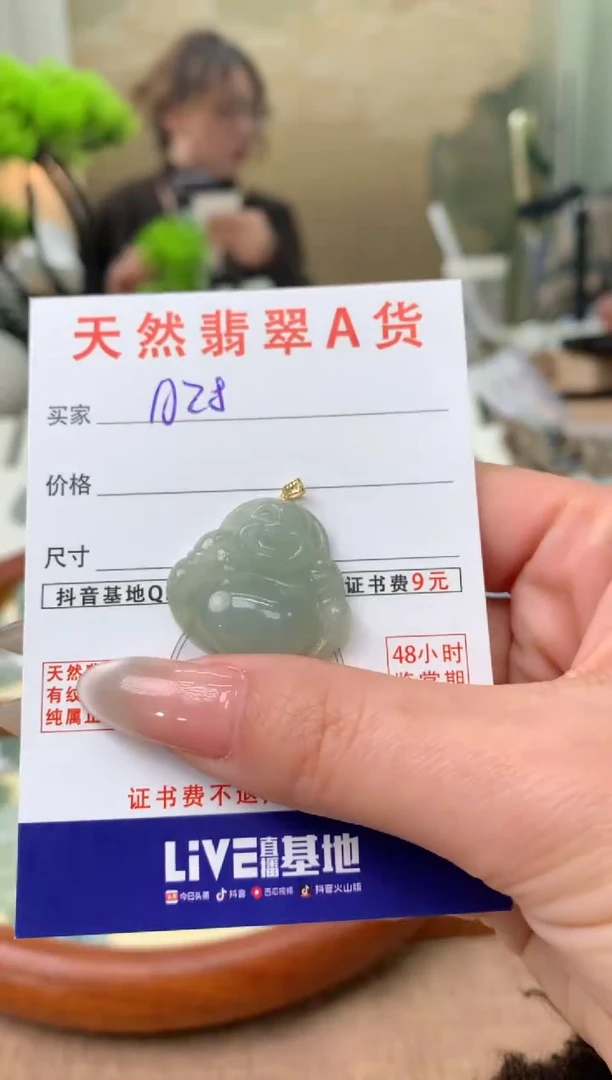 天然翡翠A货
买家
价格
尺寸
抖音基地Q
证书费9元
天然
有纹
纯属
48小时
鉴赏期
证书费不退
LIVE直播基地
今日头条 抖音 西瓜视频 抖音火山版